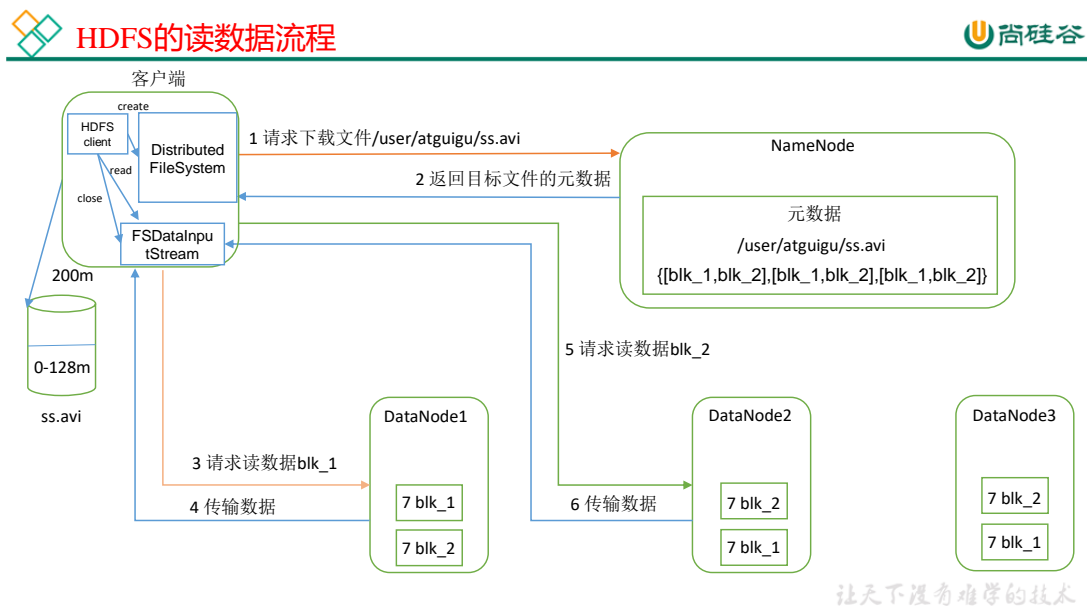 HDFS的读数据流程
尚硅谷
客户端
create
HDFS
client
Distributed
FileSystem
read
close
FSDataInpu
tStream
1 请求下载文件/user/atguigu/ss.avi
2 返回目标文件的元数据
NameNode
元数据
/user/atguigu/ss.avi
{[blk_1,blk_2],[blk_1,blk_2],[blk_1,blk_2]}
200m
0-128m
ss.avi
5 请求读数据blk_2
DataNode1
DataNode2
DataNode3
3 请求读数据blk_1
4 传输数据
6 传输数据
7 blk_1
7 blk_2
7 blk_2
7 blk_1
7 blk_2
7 blk_1
让天下没有难学的技术